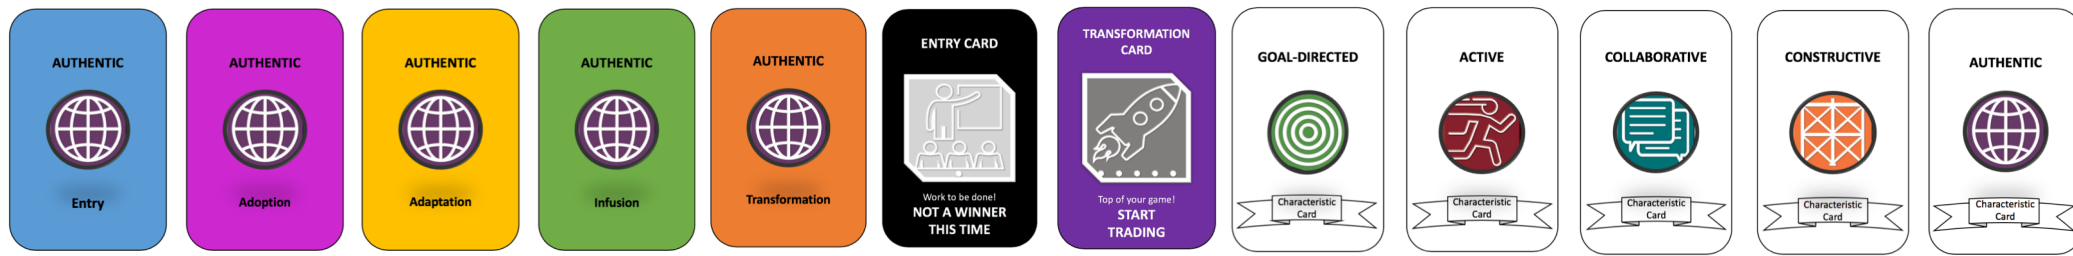 AUTHENTIC
Entry
AUTHENTIC
Adoption
AUTHENTIC
Adaptation
AUTHENTIC
Infusion
AUTHENTIC
Transformation
ENTRY CARD
Work to be done!
NOT A WINNER
THIS TIME
TRANSFORMATION
CARD
Top of your game!
START
TRADING
GOAL-DIRECTED
Characteristic
Card
ACTIVE
Characteristic
Card
COLLABORATIVE
Characteristic
Card
CONSTRUCTIVE
Characteristic
Card
AUTHENTIC
Characteristic
Card